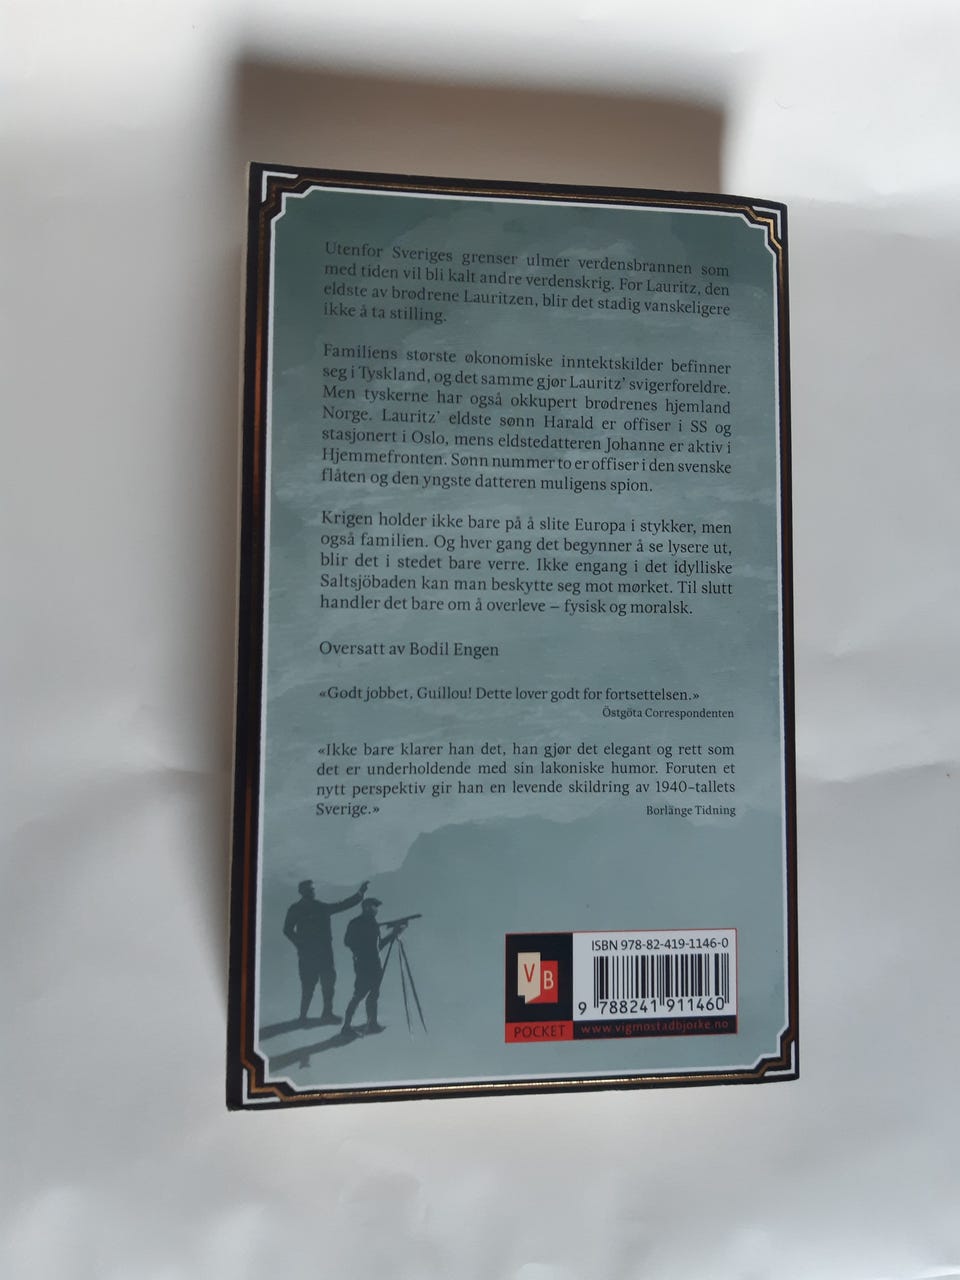 Utenfor Sveriges grenser ulmer verdensbrannen som
med tiden vil bli kalt andre verdenskrig. For Lauritz, den
eldste av brødrene Lauritzen, blir det stadig vanskeligere
ikke å ta stilling.
Familiens største økonomiske inntektskilder befinner
seg i Tyskland, og det samme gjør Lauritz’ svigerforeldre.
Men tyskerne har også okkupert brødrenes hjemland
Norge. Lauritz’ eldste sønn Harald er offiser i SS og
stasjonert i Oslo, mens eldstedatteren Johanne er aktiv i
Hjemmefronten. Sønn nummer to er offiser i den svenske
flåten og den yngste datteren muligens spion.
Krigen holder ikke bare på å slite Europa i stykker, men
også familien. Og hver gang det begynner å se lysere ut,
blir det i stedet bare verre. Ikke engang i det idylliske
Saltsjöbaden kan man beskytte seg mot mørket. Til slutt
handler det bare om å overleve – fysisk og moralsk.
Oversatt av Bodil Engen
«Godt jobbet, Guillou! Dette lover godt for fortsettelsen.»
Östgöta Correspondenten
«Ikke bare klarer han det, han gjør det elegant og rett som
det er underholdende med sin lakoniske humor. Foruten et
nytt perspektiv gir han en levende skildring av 1940-tallets
Sverige.» Borlänge Tidning
ISBN 978-82-419-1146-0
VB
9 788241 911460
POCKET www.vigmostadbjorke.no